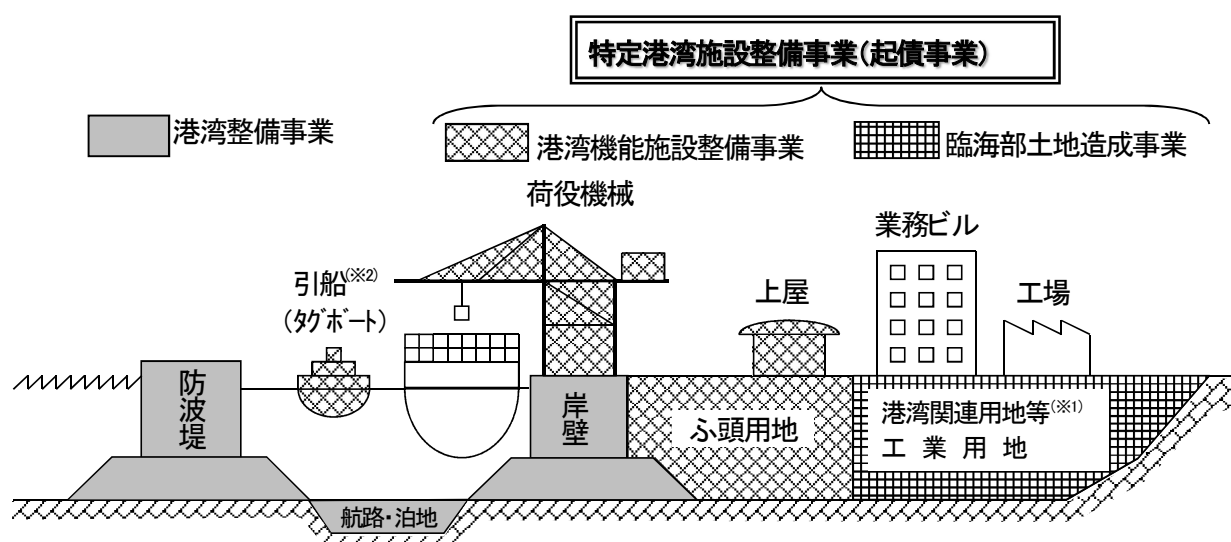 特定港湾施設整備事業(起債事業)
港湾整備事業
港湾機能施設整備事業
臨海部土地造成事業
荷役機械
業務ビル
引船(※2)
(タグボート)
上屋
工場
防波堤
岸壁
ふ頭用地
港湾関連用地等(※1)
工業用地
航路・泊地